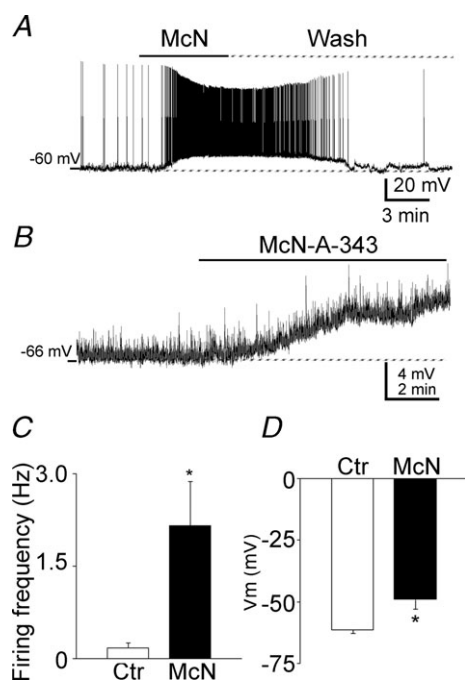 A
McN Wash
-60 mV
20 mV
3 min
B
McN-A-343
-66 mV
4 mV
2 min
C
Firing frequency (Hz)
3.0
1.5
0
*
Ctr McN
D
Ctr McN
Vm (mV)
0
-25
-50
-75
*